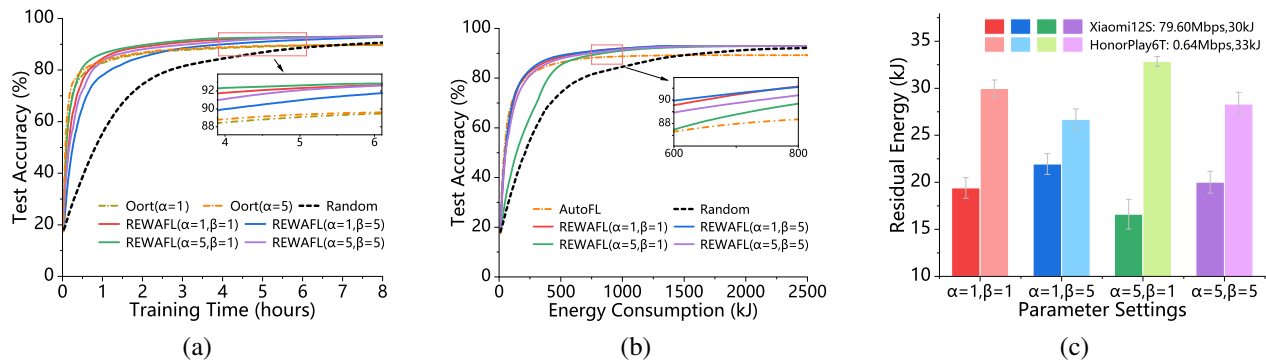 100
80
60
40
20
0
Test Accuracy (%)
92
90
88
4
5
6
Oort(α=1)
Oort(α=5)
Random
REWAFL(α=1,β=1)
REWAFL(α=1,β=5)
REWAFL(α=5,β=1)
REWAFL(α=5,β=5)
0
1
2
3
4
5
6
7
8
Training Time (hours)
(a)
100
80
60
40
20
0
Test Accuracy (%)
90
88
600
800
AutoFL
Random
REWAFL(α=1,β=1)
REWAFL(α=1,β=5)
REWAFL(α=5,β=1)
REWAFL(α=5,β=5)
0
500
1000
1500
2000
2500
Energy Consumption (kJ)
(b)
40
35
30
25
20
15
10
Residual Energy (kJ)
Xiaomi12S: 79.60Mbps,30kJ
HonorPlay6T: 0.64Mbps,33kJ
α=1,β=1
α=1,β=5
α=5,β=1
α=5,β=5
Parameter Settings
(c)